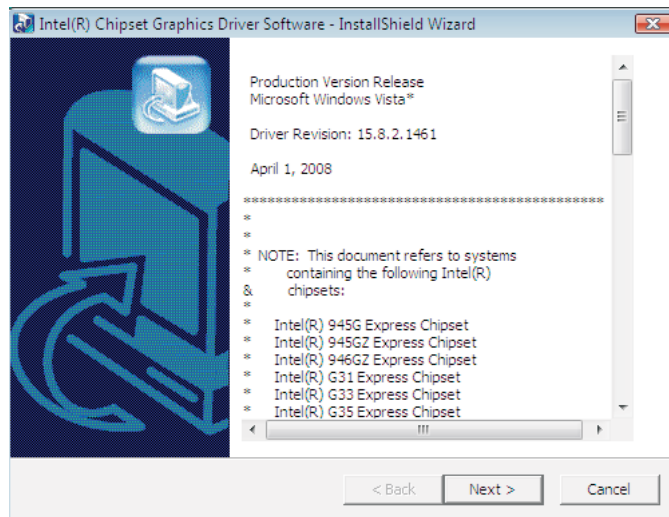 Intel(R) Chipset Graphics Driver Software - InstallShield Wizard
Production Version Release
Microsoft Windows Vista*
Driver Revision: 15.8.2.1461
April 1, 2008
*********************************************
*
*
* NOTE: This document refers to systems
* containing the following Intel(R)
& chipsets:
*
* Intel(R) 945G Express Chipset
* Intel(R) 945GZ Express Chipset
* Intel(R) 946GZ Express Chipset
* Intel(R) G31 Express Chipset
* Intel(R) G33 Express Chipset
* Intel(R) G35 Express Chipset
< Back Next > Cancel